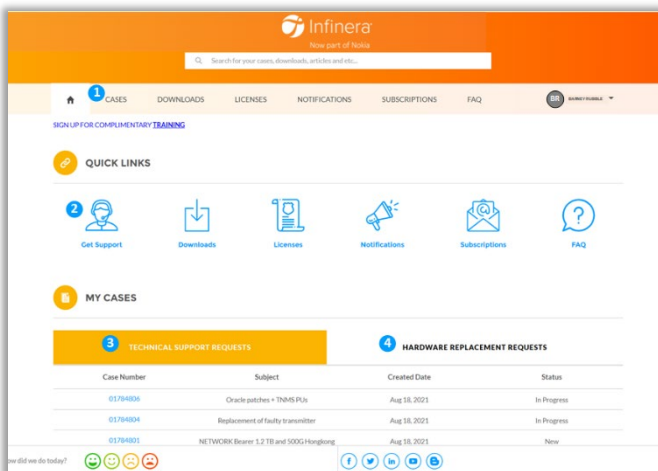 Infinera
Now part of Nokia
Search for your cases, downloads, articles and etc...
1 CASES DOWNLOADS LICENSES NOTIFICATIONS SUBSCRIPTIONS FAQ BR BARNEY RUBBLE
SIGN UP FOR COMPLIMENTARY TRAINING
QUICK LINKS
2
Get Support Downloads Licenses Notifications Subscriptions FAQ
MY CASES
3 TECHNICAL SUPPORT REQUESTS 4 HARDWARE REPLACEMENT REQUESTS
Case Number Subject Created Date Status
01784806 Oracle patches + TNMS PUs Aug 18, 2021 In Progress
01784804 Replacement of faulty transmitter Aug 18, 2021 In Progress
01784801 NETWORK Bearer 1.2 TB and 500G Hongkong Aug 18, 2021 New
ow did we do today?